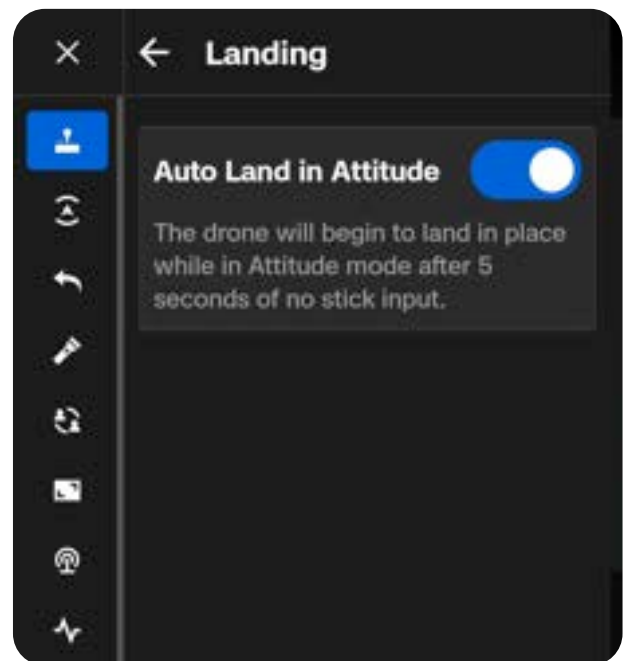 Landing
Auto Land in Attitude
The drone will begin to land in place
while in Attitude mode after 5
seconds of no stick input.